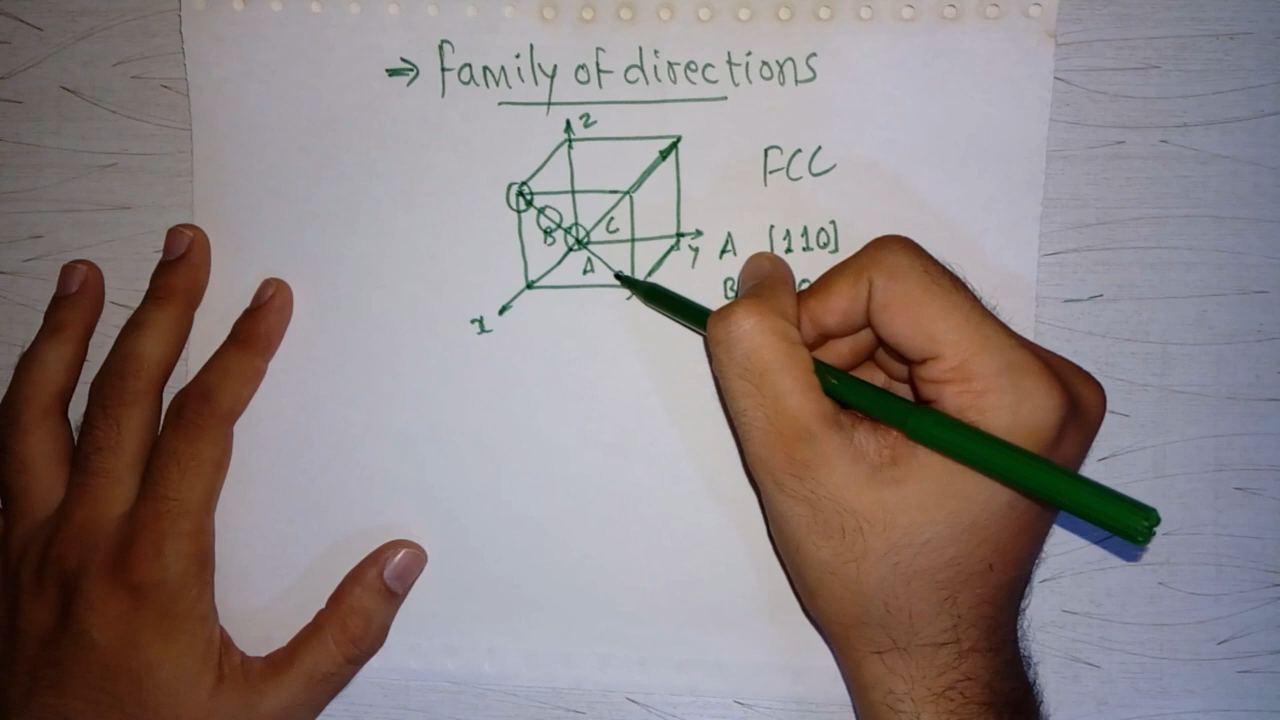 ⇒ Family of directions
z
FCC
B C
y A [110]
A
B
x